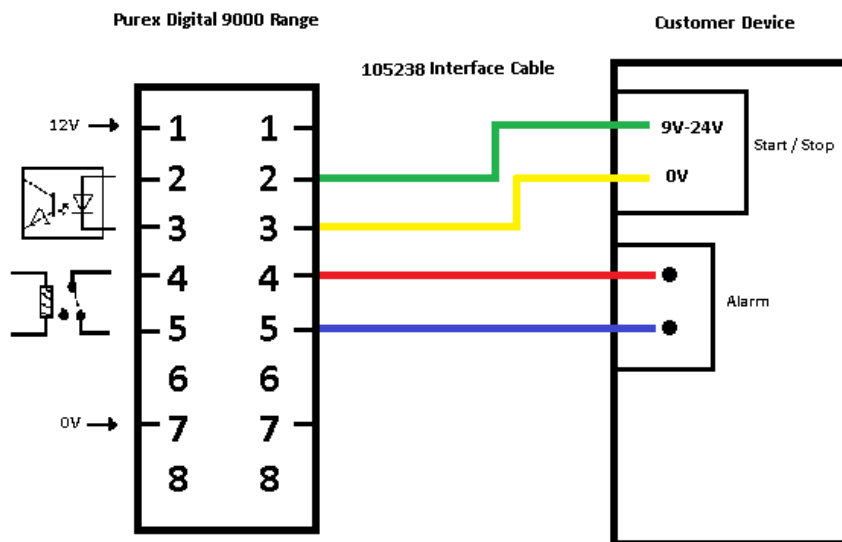 Purex Digital 9000 Range
Customer Device
105238 Interface Cable
12V
1 1
9V-24V
Start / Stop
2 2
0V
3 3
4 4
Alarm
5 5
6 6
0V
7 7
8 8